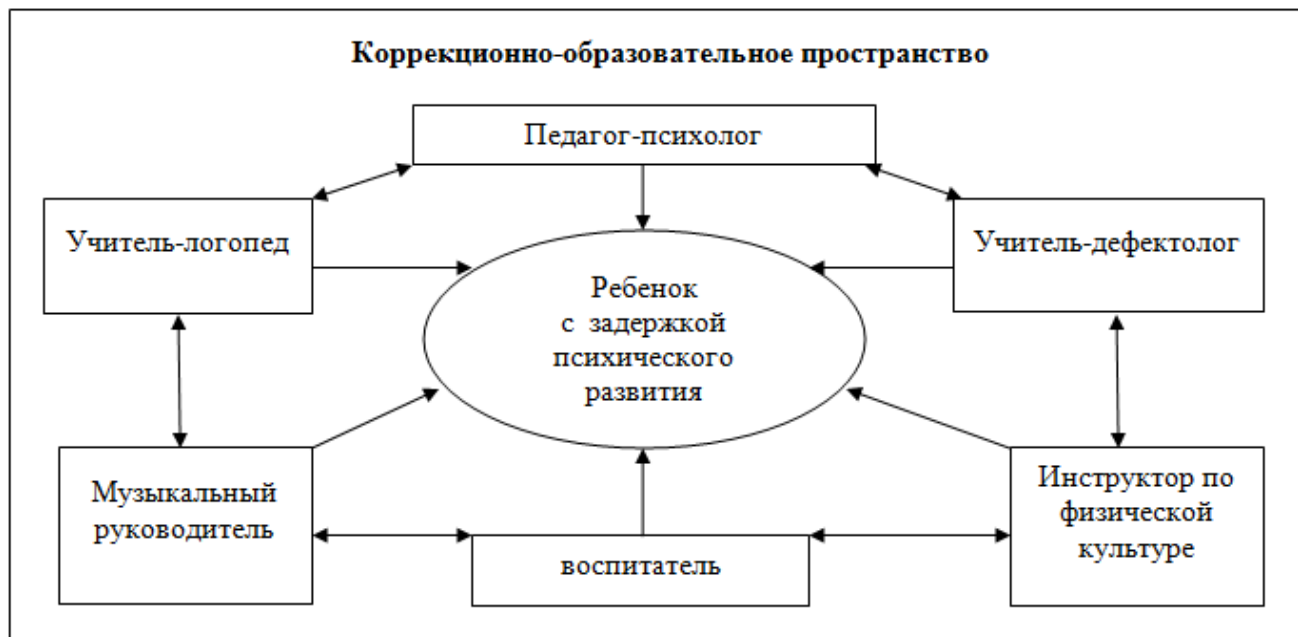 Коррекционно-образовательное пространство
Педагог-психолог
Учитель-логопед
Учитель-дефектолог
Ребенок
с задержкой
психического
развития
Музыкальный
руководитель
воспитатель
Инструктор по
физической
культуре